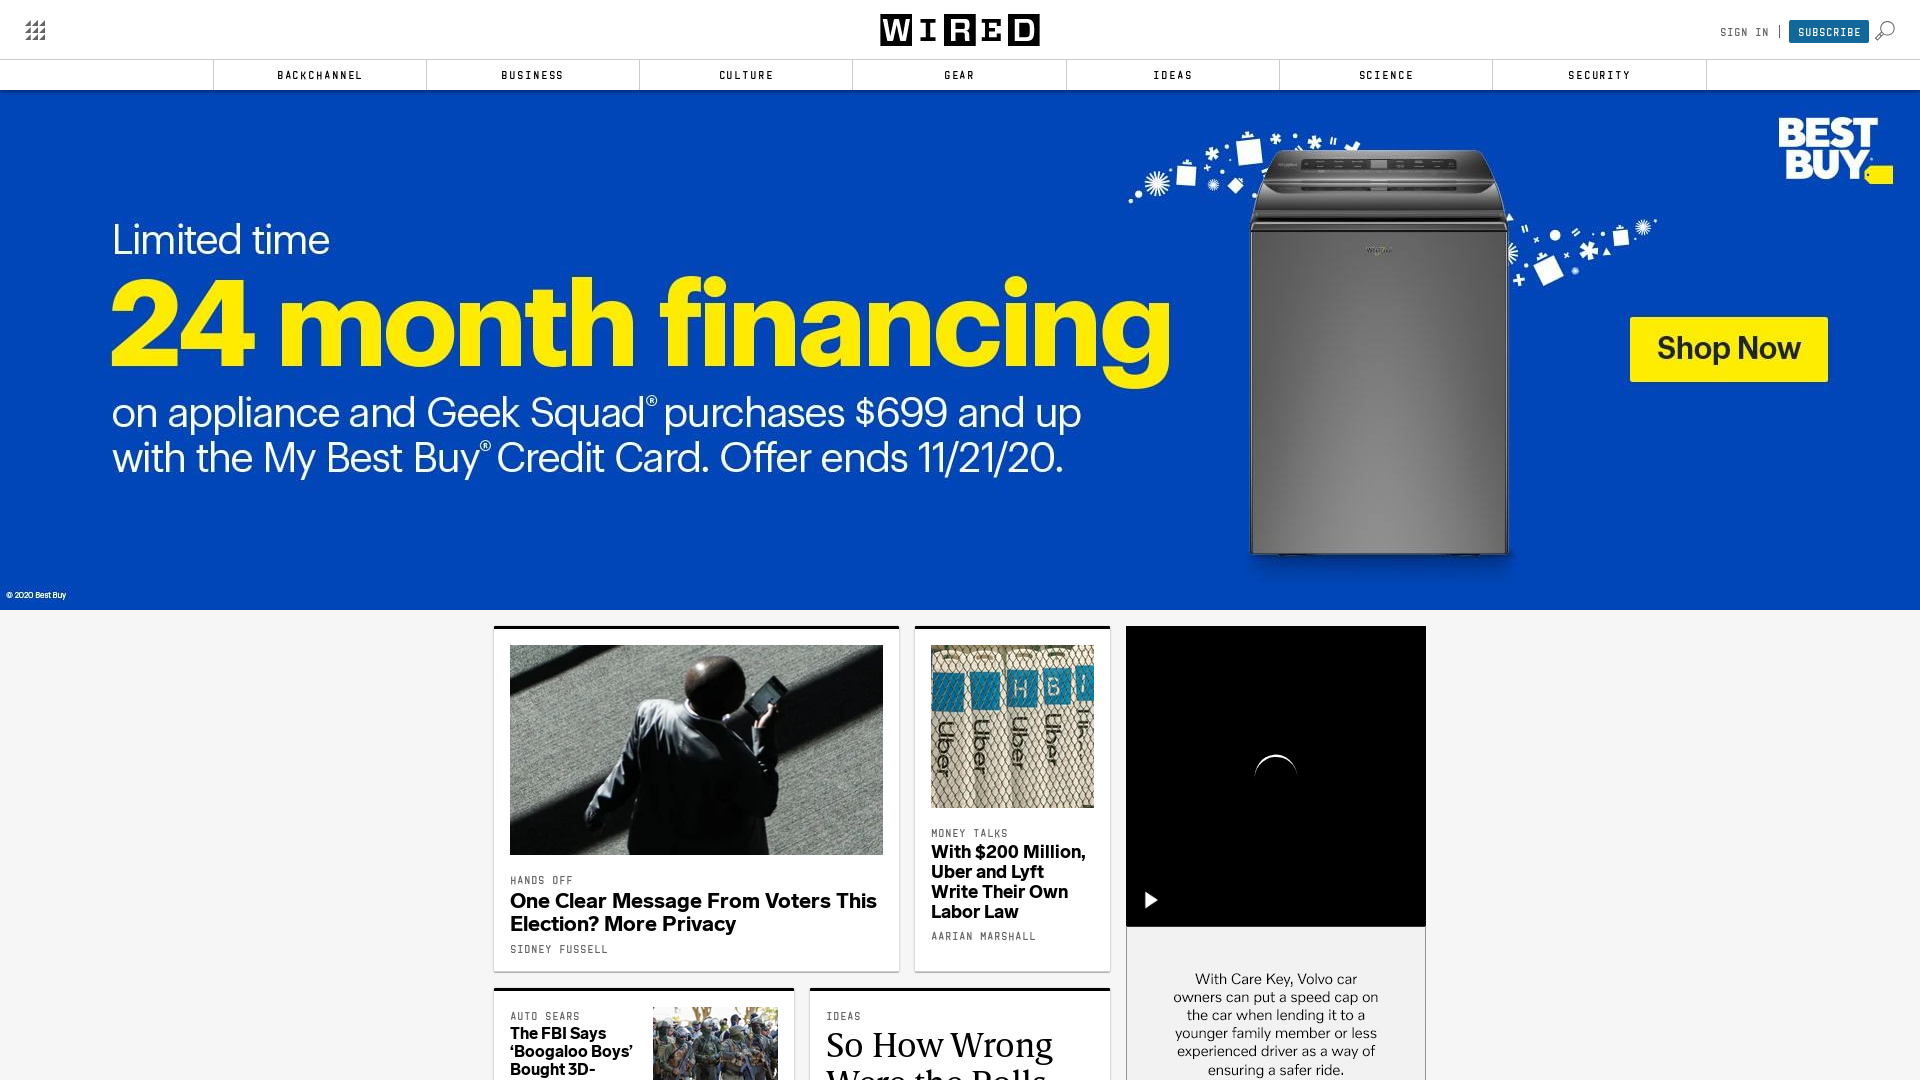 WIRED
SIGN IN
SUBSCRIBE
BACKCHANNEL
BUSINESS
CULTURE
GEAR
IDEAS
SCIENCE
SECURITY
BEST
BUY
Limited time
24 month financing
on appliance and Geek Squad® purchases $699 and up
with the My Best Buy® Credit Card. Offer ends 11/21/20.
Shop Now
Whirlpool
© 2020 Best Buy
HANDS OFF
One Clear Message From Voters This
Election? More Privacy
SIDNEY FUSSELL
H B I
Uber Uber Uber Uber
MONEY TALKS
With $200 Million,
Uber and Lyft
Write Their Own
Labor Law
AARIAN MARSHALL
AUTO SEARS
The FBI Says
‘Boogaloo Boys’
Bought 3D-
IDEAS
So How Wrong
Were the Polls
With Care Key, Volvo car
owners can put a speed cap on
the car when lending it to a
younger family member or less
experienced driver as a way of
ensuring a safer ride.